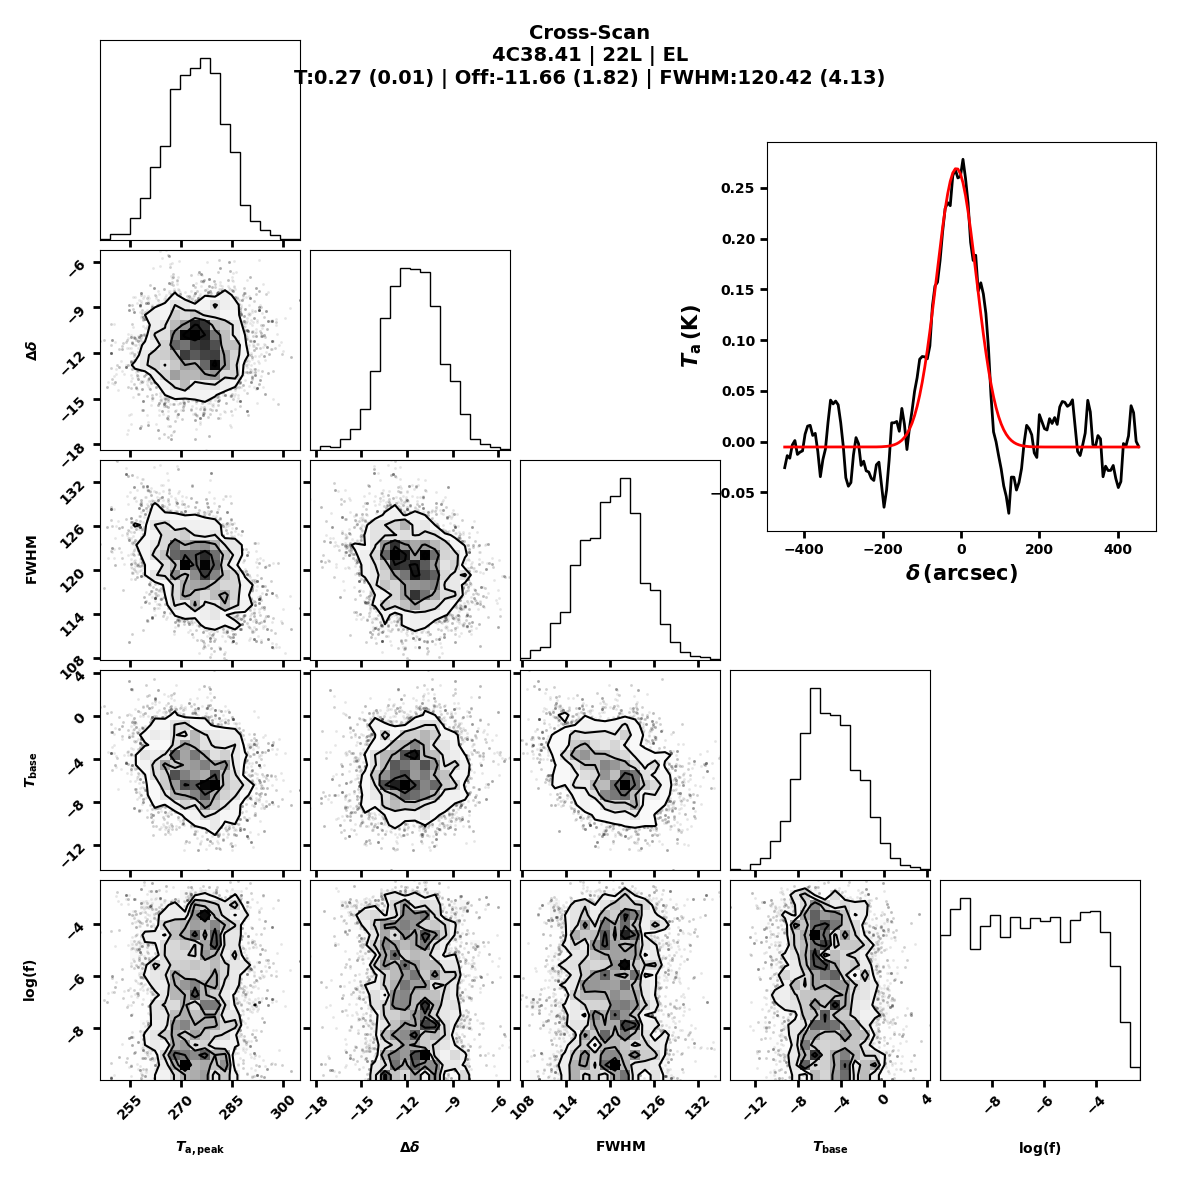 Cross-Scan
4C38.41 | 22L | EL
T:0.27 (0.01) | Off:-11.66 (1.82) | FWHM:120.42 (4.13)
0.25
0.20
0.15
0.10
0.05
0.00
−0.05
Ta (K)
−400 −200 0 200 400
δ (arcsec)
−6
−9
−12
−15
−18
Δδ
132
126
120
114
108
FWHM
4
0
−4
−8
−12
Tbase
−4
−6
−8
log(f)
255 270 285 300
−18 −15 −12 −9 −6
108 114 120 126 132
−12 −8 −4 0 4
−8 −6 −4
Ta,peak Δδ FWHM Tbase log(f)